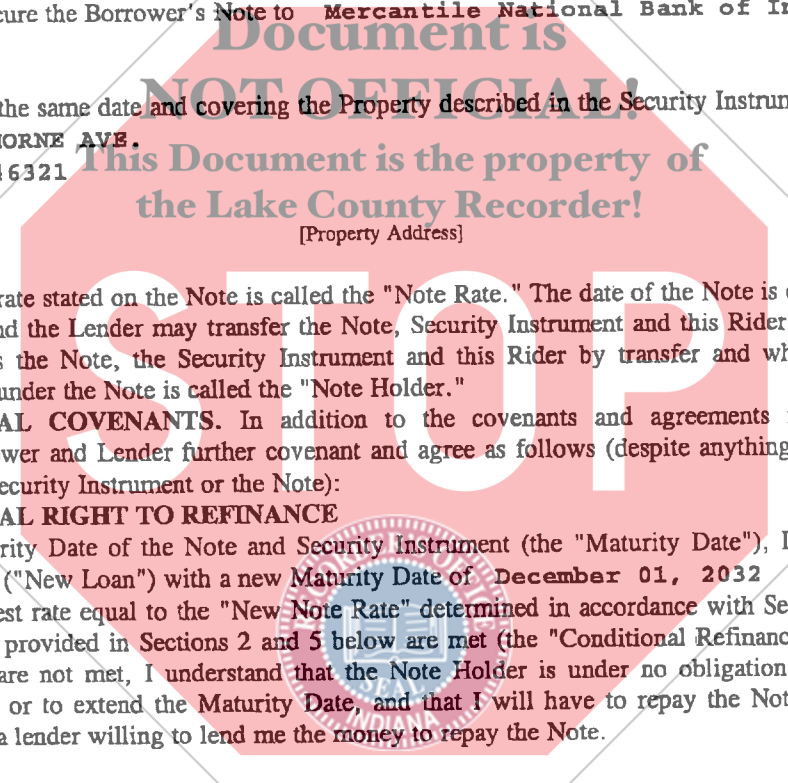 cure the Borrower's Note to Mercantile National Bank of In
Document is
NOT OFFICIAL!
the same date and covering the Property described in the Security Instrum
ORNE AVE.
46321
This Document is the property of
the Lake County Recorder!
[Property Address]
STOP
rate stated on the Note is called the "Note Rate." The date of the Note is
nd the Lender may transfer the Note, Security Instrument and this Rider
s the Note, the Security Instrument and this Rider by transfer and wh
under the Note is called the "Note Holder."
AL COVENANTS. In addition to the covenants and agreements
wer and Lender further covenant and agree as follows (despite anything
ecurity Instrument or the Note):
AL RIGHT TO REFINANCE
rity Date of the Note and Security Instrument (the "Maturity Date"), I
("New Loan") with a new Maturity Date of December 01, 2032
est rate equal to the "New Note Rate" determined in accordance with Se
provided in Sections 2 and 5 below are met (the "Conditional Refinanc
are not met, I understand that the Note Holder is under no obligation
or to extend the Maturity Date, and that I will have to repay the Not
a lender willing to lend me the money to repay the Note.
RECORDER'S OFFICE
SEAL
INDIANA